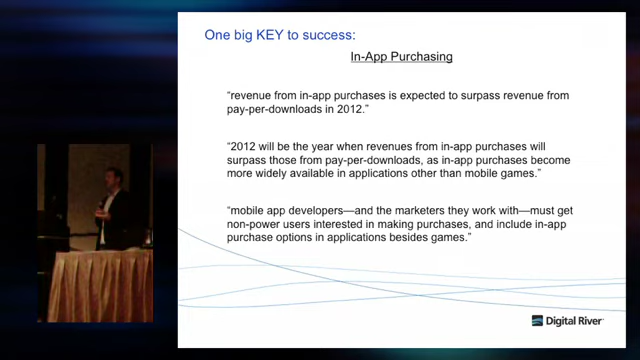 One big KEY to success:
In-App Purchasing
“revenue from in-app purchases is expected to surpass revenue from
pay-per-downloads in 2012.”
“2012 will be the year when revenues from in-app purchases will
surpass those from pay-per-downloads, as in-app purchases become
more widely available in applications other than mobile games.”
“mobile app developers—and the marketers they work with—must get
non-power users interested in making purchases, and include in-app
purchase options in applications besides games.”
Digital River